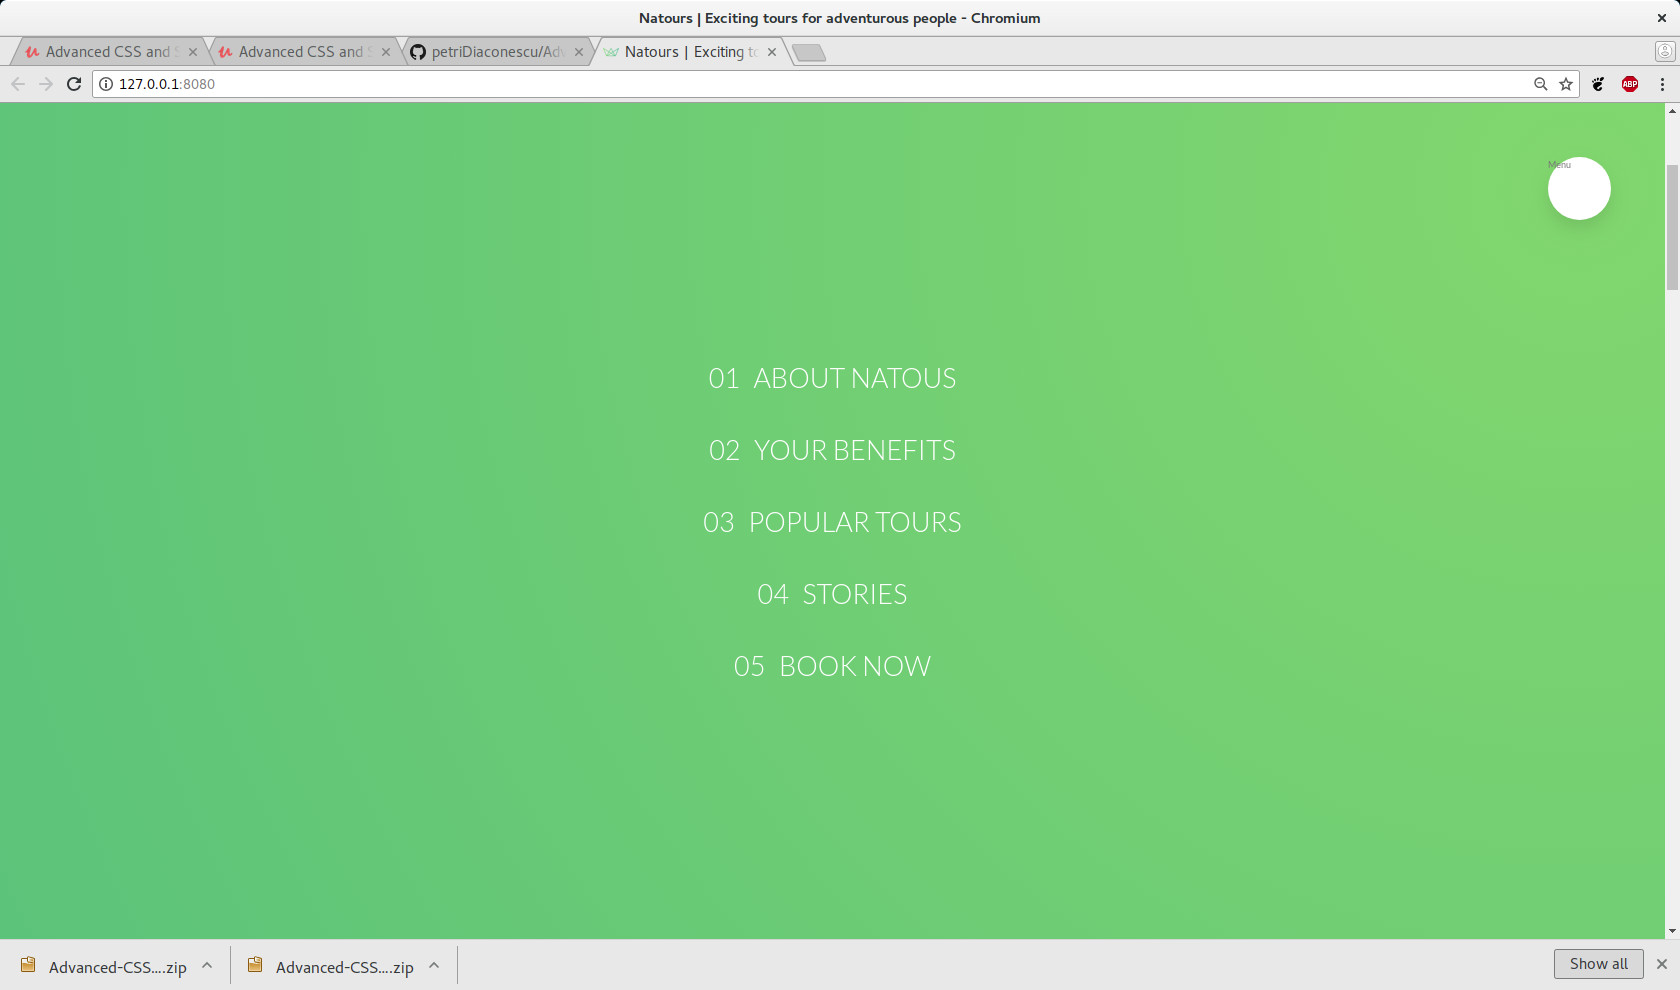 Natours | Exciting tours for adventurous people - Chromium
Advanced CSS and S
Advanced CSS and S
petriDiaconescu/Adv
Natours | Exciting to
127.0.0.1:8080
ABP
Menu
01 ABOUT NATOUS
02 YOUR BENEFITS
03 POPULAR TOURS
04 STORIES
05 BOOK NOW
Advanced-CSS....zip
Advanced-CSS....zip
Show all